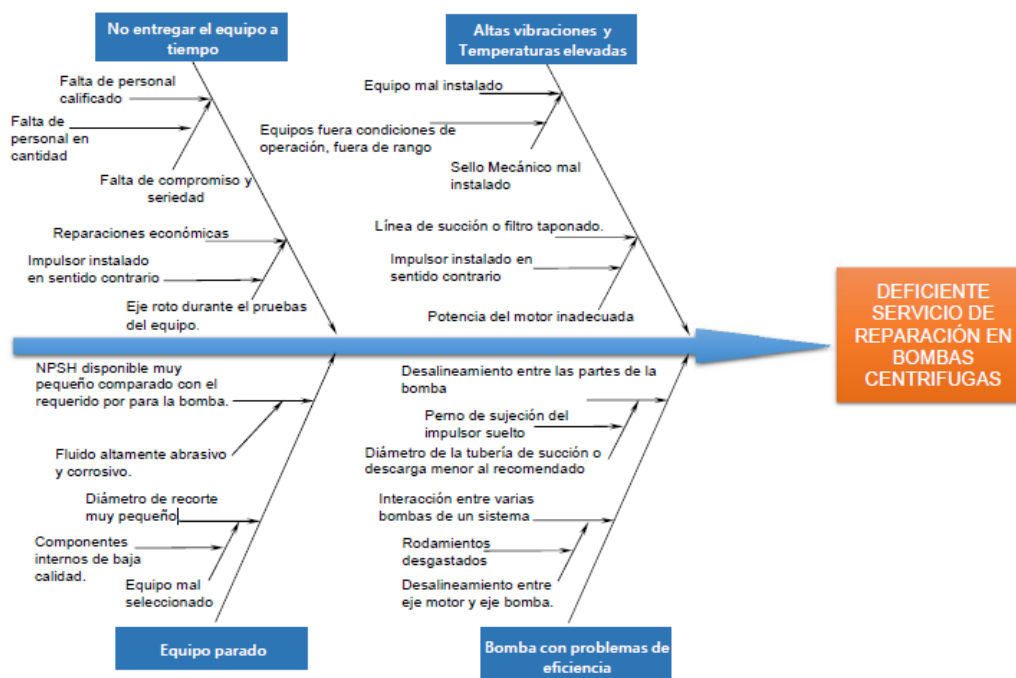 No entregar el equipo a
tiempo
Altas vibraciones y
Temperaturas elevadas
Falta de personal
calificado
Falta de
personal en
cantidad
Falta de compromiso y
seriedad
Reparaciones económicas
Impulsor instalado
en sentido contrario
Eje roto durante el pruebas
del equipo.
Equipo mal instalado
Equipos fuera condiciones de
operación, fuera de rango
Sello Mecánico mal
instalado
Línea de succión o filtro taponado.
Impulsor instalado en
sentido contrario
Potencia del motor inadecuada
DEFICIENTE
SERVICIO DE
REPARACIÓN EN
BOMBAS
CENTRIFUGAS
NPSH disponible muy
pequeño comparado con el
requerido por para la bomba.
Fluido altamente abrasivo
y corrosivo.
Diámetro de recorte
muy pequeño
Componentes
internos de baja
calidad.
Equipo mal
seleccionado
Desalineamiento entre las partes de la
bomba
Perno de sujeción del
impulsor suelto
Diámetro de la tubería de succión o
descarga menor al recomendado
Interacción entre varias
bombas de un sistema
Rodamientos
desgastados
Desalineamiento entre
eje motor y eje bomba.
Equipo parado
Bomba con problemas de
eficiencia